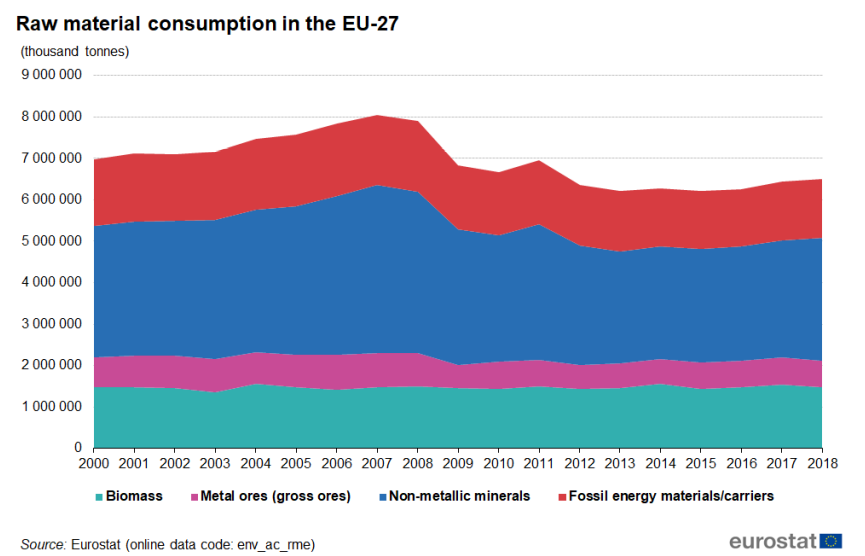 Raw material consumption in the EU-27
(thousand tonnes)
9 000 000
8 000 000
7 000 000
6 000 000
5 000 000
4 000 000
3 000 000
2 000 000
1 000 000
0
2000 2001 2002 2003 2004 2005 2006 2007 2008 2009 2010 2011 2012 2013 2014 2015 2016 2017 2018
Biomass Metal ores (gross ores) Non-metallic minerals Fossil energy materials/carriers
Source: Eurostat (online data code: env_ac_rme)
eurostat